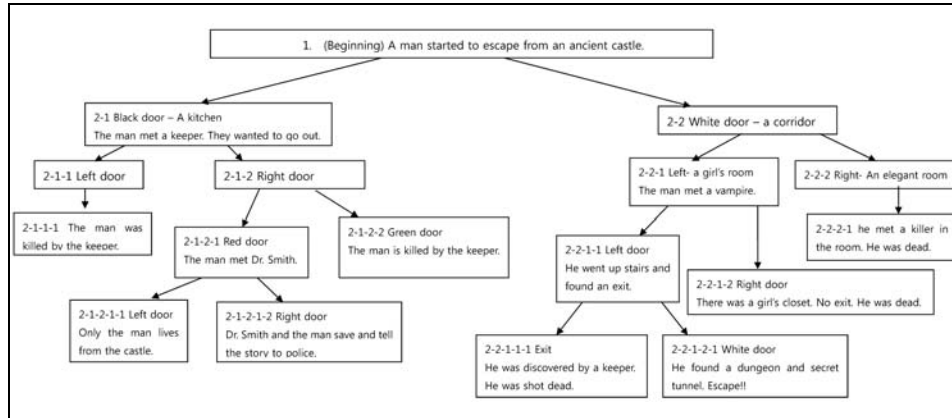 1. (Beginning) A man started to escape from an ancient castle.
2-1 Black door – A kitchen
The man met a keeper. They wanted to go out.
2-2 White door – a corridor
2-1-1 Left door
2-1-2 Right door
2-2-1 Left- a girl's room
The man met a vampire.
2-2-2 Right- An elegant room
2-1-1-1 The man was
killed by the keeper.
2-1-2-1 Red door
The man met Dr. Smith.
2-1-2-2 Green door
The man is killed by the keeper.
2-2-1-1 Left door
He went up stairs and
found an exit.
2-2-2-1 he met a killer in
the room. He was dead.
2-2-1-2 Right door
There was a girl's closet. No exit. He was dead.
2-1-2-1-1 Left door
Only the man lives
from the castle.
2-1-2-1-2 Right door
Dr. Smith and the man save and tell
the story to police.
2-2-1-1-1 Exit
He was discovered by a keeper.
He was shot dead.
2-2-1-2-1 White door
He found a dungeon and secret
tunnel. Escape!!